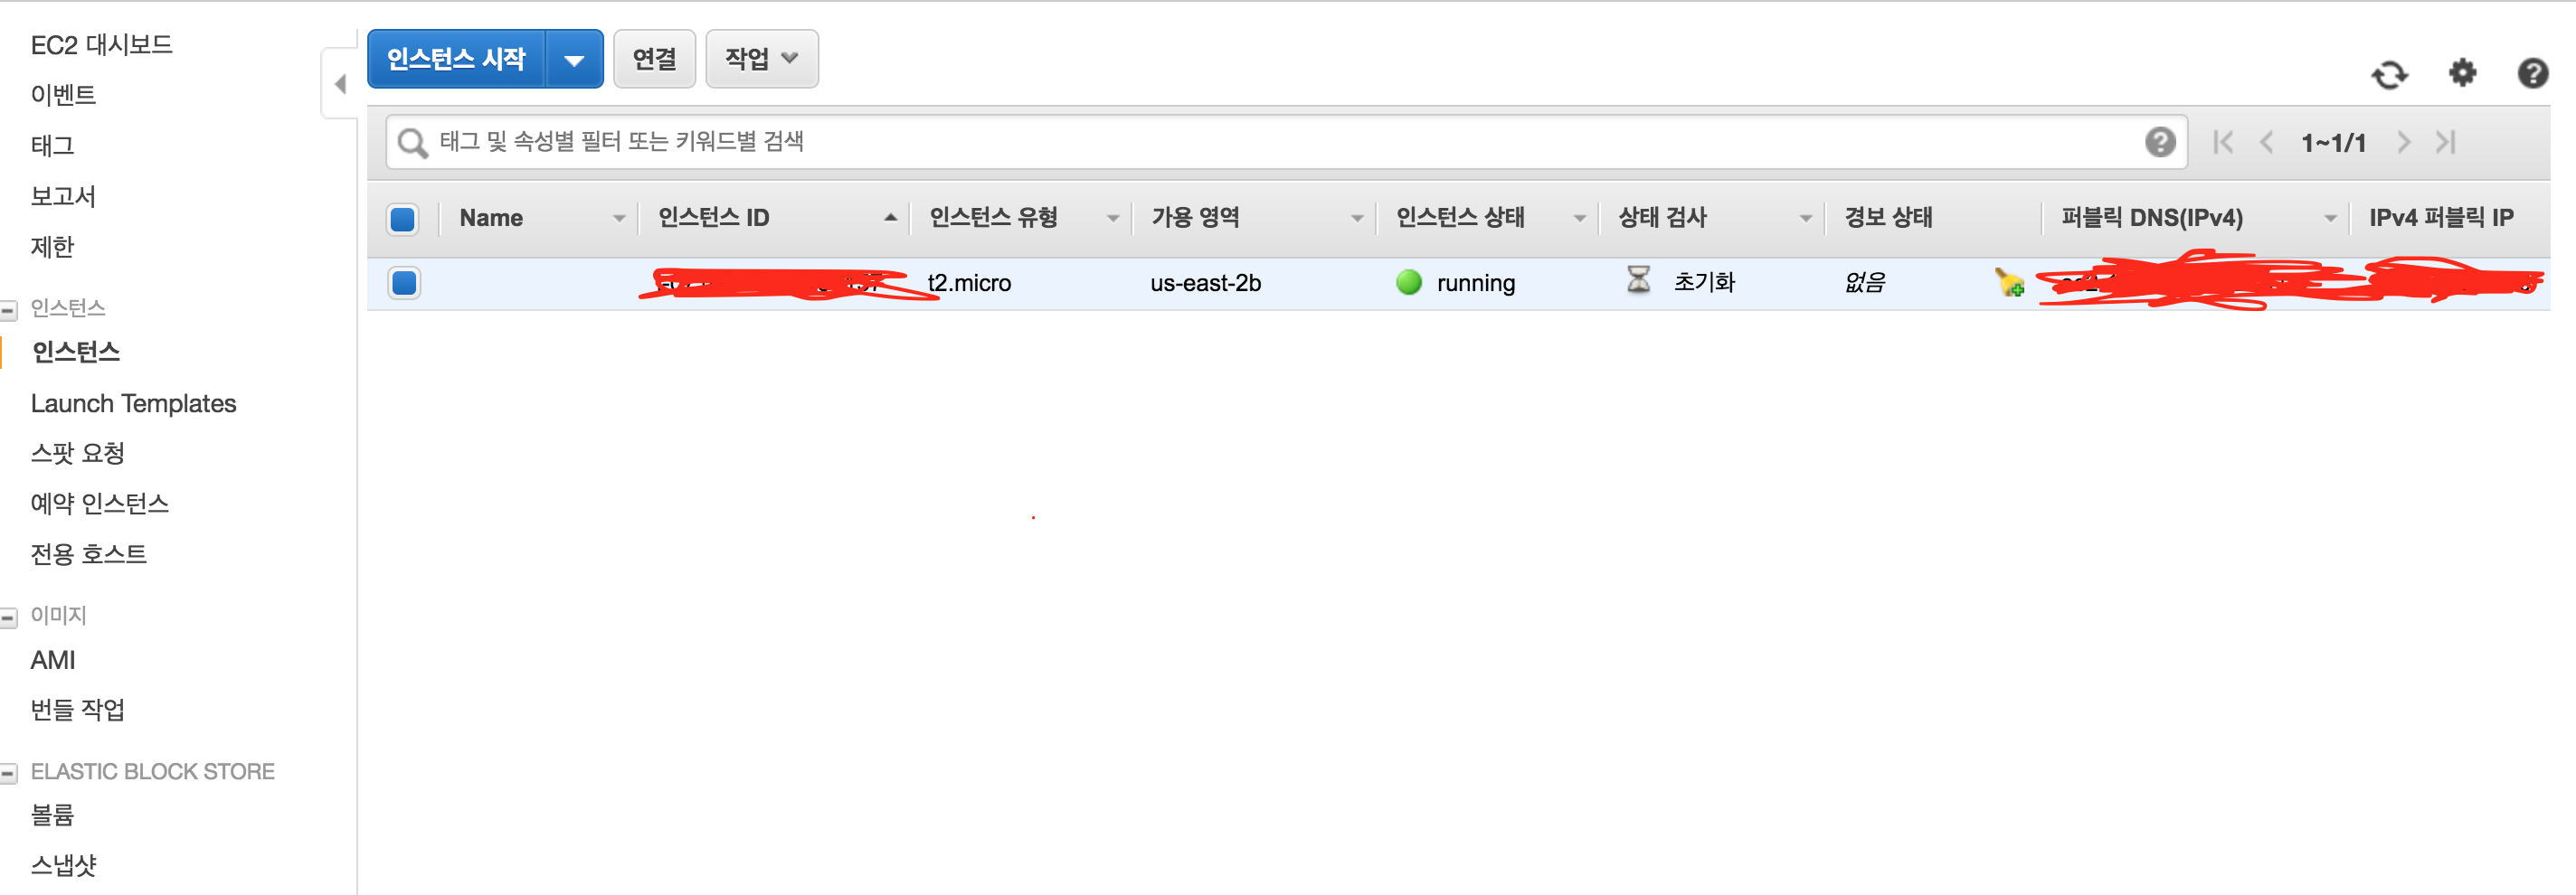 EC2 대시보드
이벤트
태그
보고서
제한
인스턴스
인스턴스
Launch Templates
스팟 요청
예약 인스턴스
전용 호스트
이미지
AMI
번들 작업
ELASTIC BLOCK STORE
볼륨
스냅샷
인스턴스 시작 연결 작업
태그 및 속성별 필터 또는 키워드별 검색 1~1/1
Name 인스턴스 ID 인스턴스 유형 가용 영역 인스턴스 상태 상태 검사 경보 상태 퍼블릭 DNS(IPv4) IPv4 퍼블릭 IP
t2.micro us-east-2b running 초기화 없음